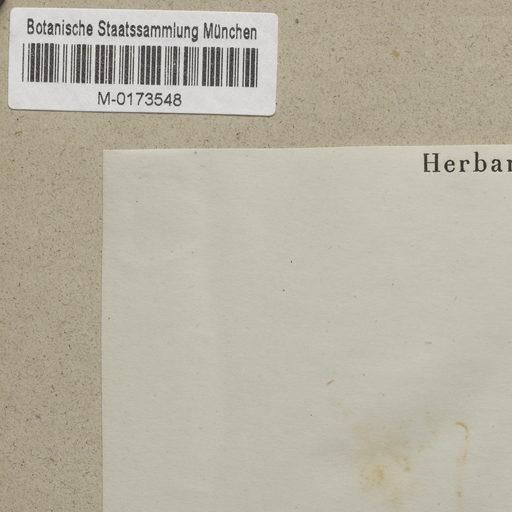 Botanische Staatssammlung München
M-0173548
Herbar